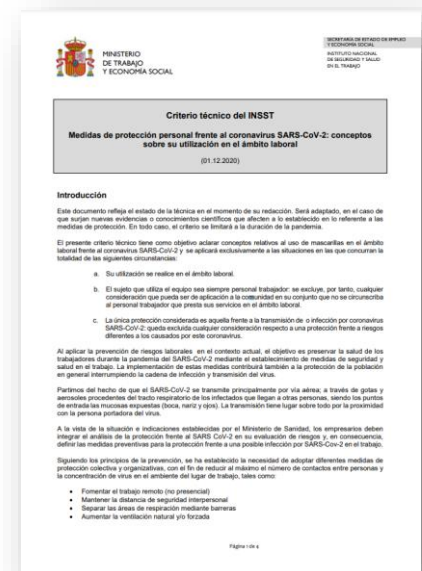 MINISTERIO
DE TRABAJO
Y ECONOMÍA SOCIAL
SECRETARÍA DE ESTADO DE EMPLEO
Y ECONOMÍA SOCIAL
INSTITUTO NACIONAL
DE SEGURIDAD Y SALUD
EN EL TRABAJO
Criterio técnico del INSST
Medidas de protección personal frente al coronavirus SARS-CoV-2: conceptos
sobre su utilización en el ámbito laboral
(01.12.2020)
Introducción
Este documento refleja el estado de la técnica en el momento de su redacción. Será adaptado, en el caso de
que surjan nuevas evidencias o conocimientos científicos que afecten a lo establecido en lo referente a las
medidas de protección. En todo caso, el criterio se limitará a la duración de la pandemia.
El presente criterio técnico tiene como objetivo aclarar conceptos relativos al uso de mascarillas en el ámbito
laboral frente al coronavirus SARS-CoV-2 y se aplicará exclusivamente a las situaciones en las que concurran la
totalidad de las siguientes circunstancias:
a. Su utilización se realice en el ámbito laboral.
b. El sujeto que utiliza el equipo sea siempre personal trabajador: se excluye, por tanto, cualquier
consideración que pueda ser de aplicación a la comunidad en su conjunto que no se circunscriba
al personal trabajador que presta sus servicios en el ámbito laboral.
c. La única protección considerada es aquella frente a la transmisión de o infección por coronavirus
SARS-CoV-2: queda excluida cualquier consideración respecto a una protección frente a riesgos
diferentes a los causados por este coronavirus.
Al aplicar la prevención de riesgos laborales en el contexto actual, el objetivo es preservar la salud de los
trabajadores durante la pandemia del SARS-CoV-2 mediante el establecimiento de medidas de seguridad y
salud en el trabajo. La implementación de estas medidas contribuirá también a la protección de la población
en general interrumpiendo la cadena de infección y transmisión del virus.
Partimos del hecho de que el SARS-CoV-2 se transmite principalmente por vía aérea; a través de gotas y
aerosoles procedentes del tracto respiratorio de los infectados que llegan a otras personas, siendo los puntos
de entrada las mucosas expuestas (boca, nariz y ojos). La transmisión tiene lugar sobre todo por la proximidad
con la persona portadora del virus.
A la vista de la situación e indicaciones establecidas por el Ministerio de Sanidad, los empresarios deben
integrar el análisis de la protección frente al SARS CoV-2 en su evaluación de riesgos y, en consecuencia,
definir las medidas preventivas para la protección frente a una posible infección por SARS-Cov-2 en el trabajo.
Siguiendo los principios de la prevención, se ha establecido la necesidad de adoptar diferentes medidas de
protección colectiva y organizativas, con el fin de reducir al máximo el número de contactos entre personas y
la concentración de virus en el ambiente del lugar de trabajo, tales como:
• Fomentar el trabajo remoto (no presencial)
• Mantener la distancia de seguridad interpersonal
• Separar las áreas de respiración mediante barreras
• Aumentar la ventilación natural y/o forzada
Página 1 de 9